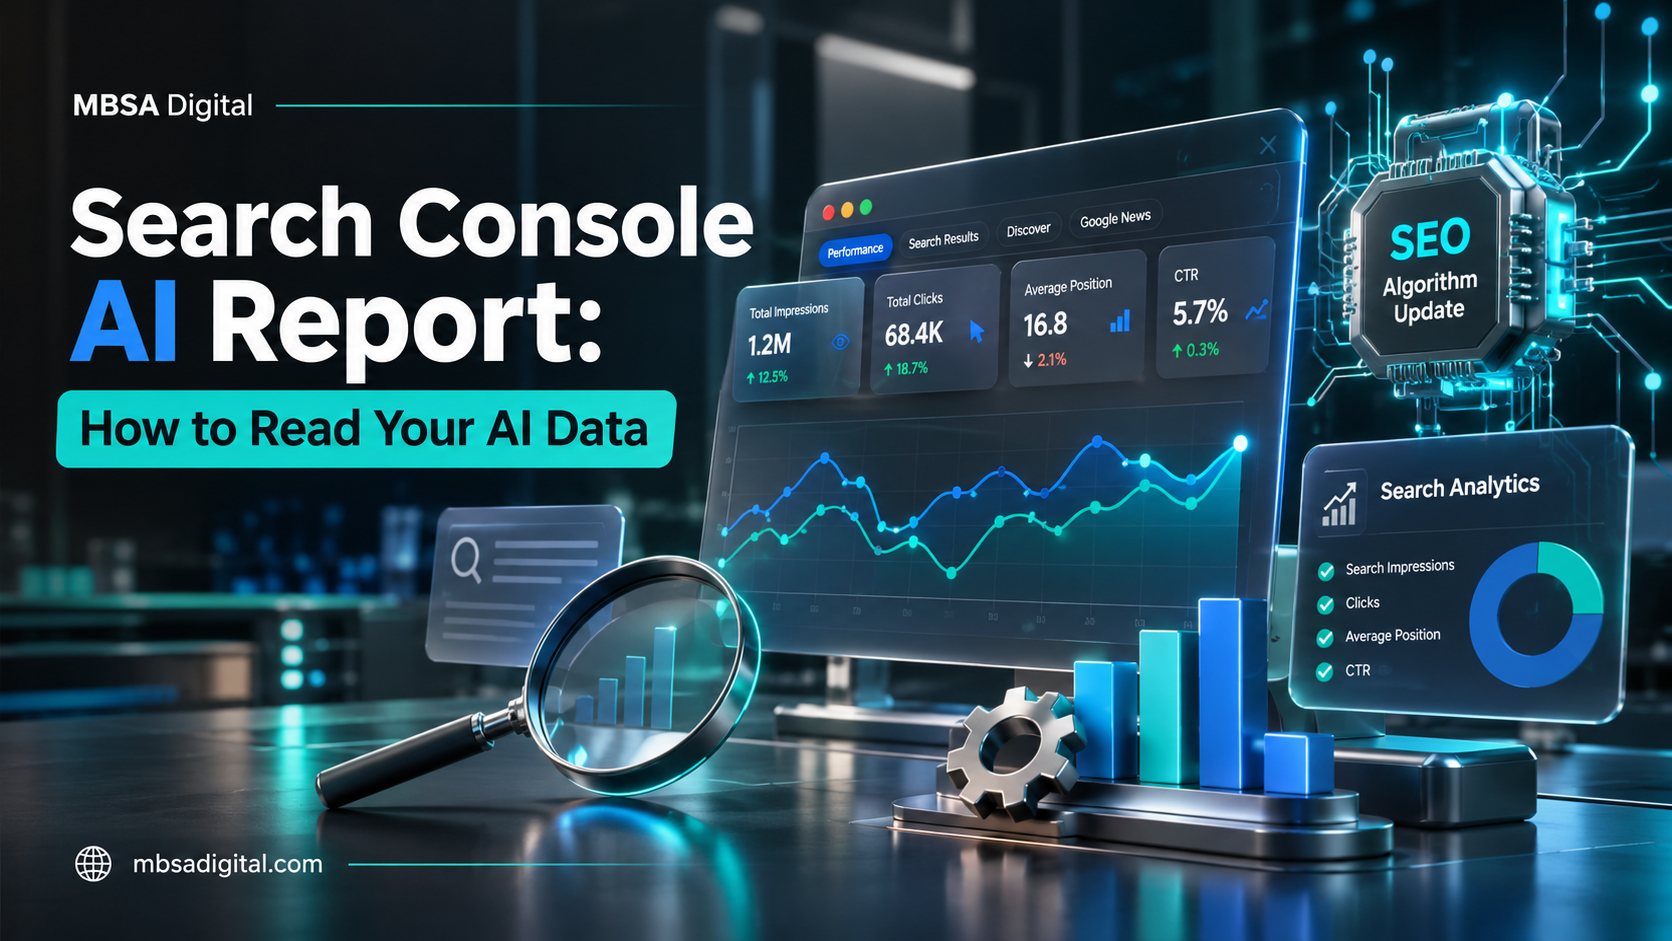 MBSA Digital
Search Console
AI Report:
How to Read Your AI Data
mbsadigital.com
Performance
Search Results
Discover
Google News
Total Impressions
1.2M
12.5%
Total Clicks
68.4K
18.7%
Average Position
16.8
2.1%
CTR
5.7%
0.3%
SEO
Algorithm
Update
Search Analytics
Search Impressions
Clicks
Average Position
CTR